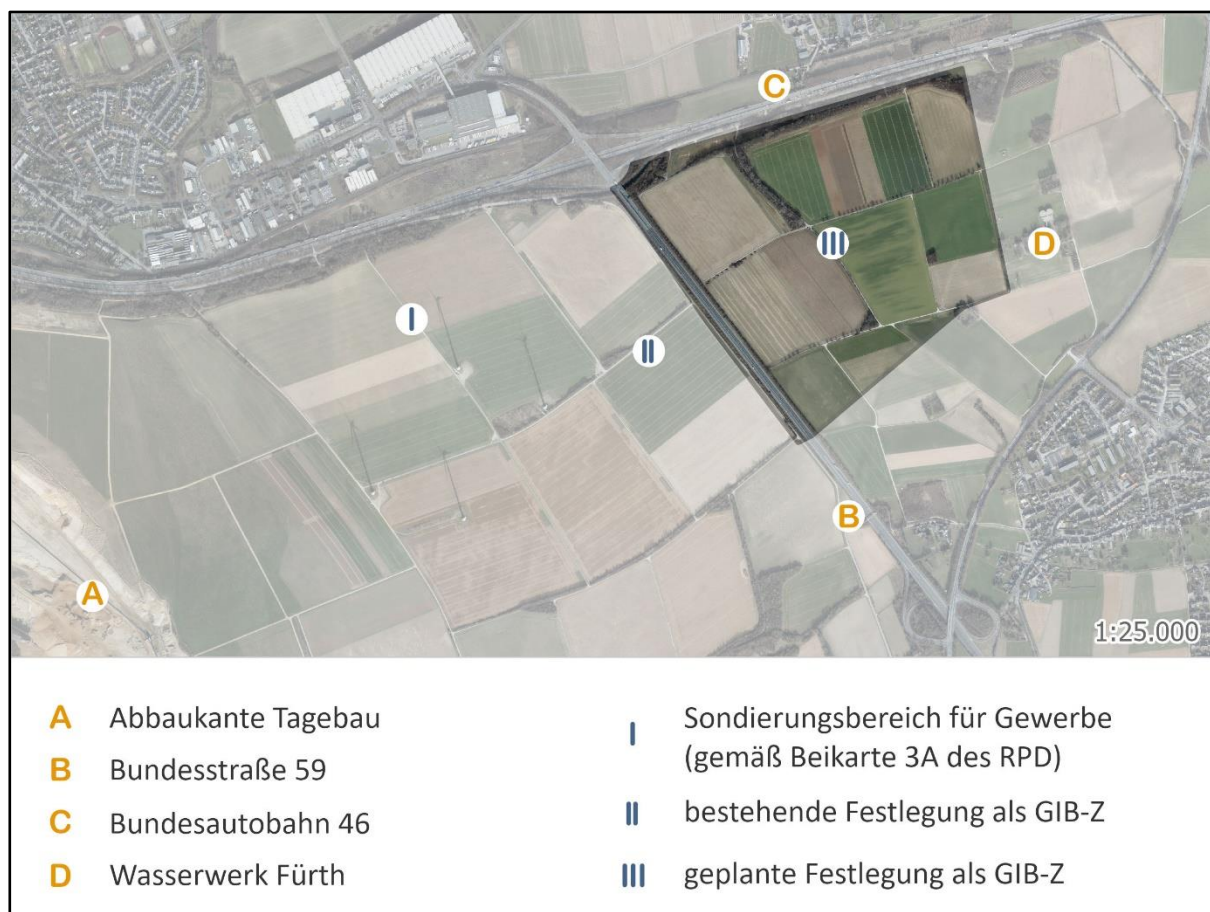 C
III
D
I
II
B
A
1:25.000
A Abbaukante Tagebau
B Bundesstraße 59
C Bundesautobahn 46
D Wasserwerk Fürth
I Sondierungsbereich für Gewerbe
(gemäß Beikarte 3A des RPD)
II bestehende Festlegung als GIB-Z
III geplante Festlegung als GIB-Z